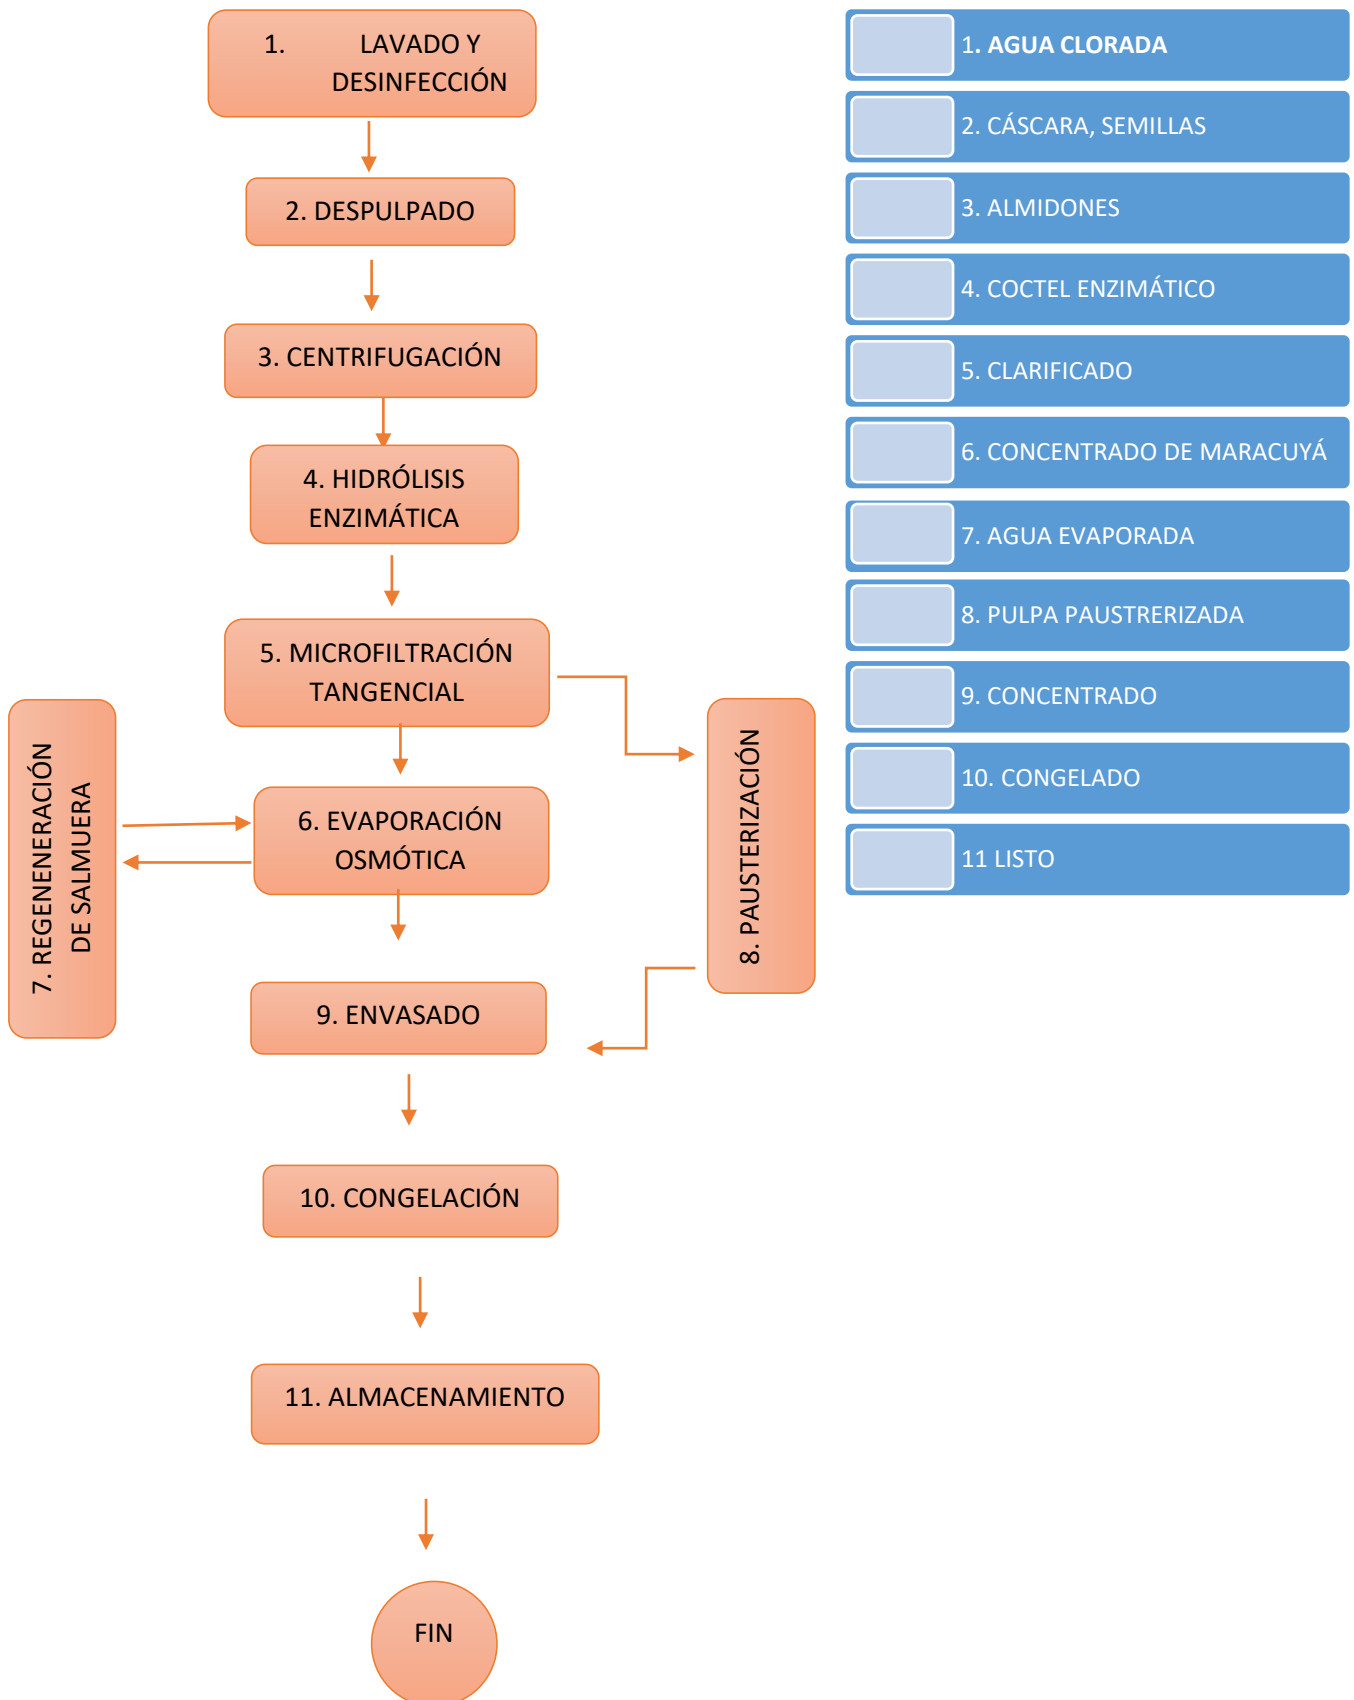 1. LAVADO Y
DESINFECCIÓN
2. DESPULPADO
3. CENTRIFUGACIÓN
4. HIDRÓLISIS
ENZIMÁTICA
5. MICROFILTRACIÓN
TANGENCIAL
7. REGENENERACIÓN
DE SALMUERA
6. EVAPORACIÓN
OSMÓTICA
8. PAUSTERIZACIÓN
9. ENVASADO
10. CONGELACIÓN
11. ALMACENAMIENTO
FIN
1. AGUA CLORADA
2. CÁSCARA, SEMILLAS
3. ALMIDONES
4. COCTEL ENZIMÁTICO
5. CLARIFICADO
6. CONCENTRADO DE MARACUYÁ
7. AGUA EVAPORADA
8. PULPA PAUSTRERIZADA
9. CONCENTRADO
10. CONGELADO
11 LISTO